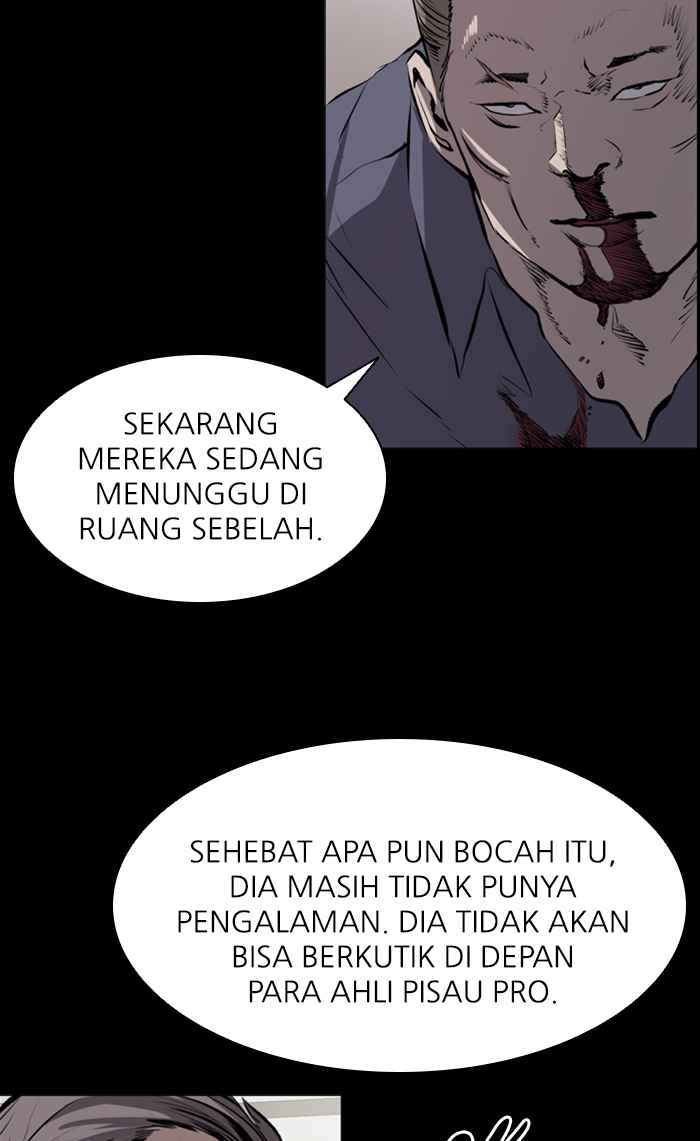 SEKARANG
MEREKA SEDANG
MENUNGGU DI
RUANG SEBELAH.
SEHEBAT APA PUN BOCAH ITU,
DIA MASIH TIDAK PUNYA
PENGALAMAN. DIA TIDAK AKAN
BISA BERKUTIK DI DEPAN
PARA AHLI PISAU PRO.